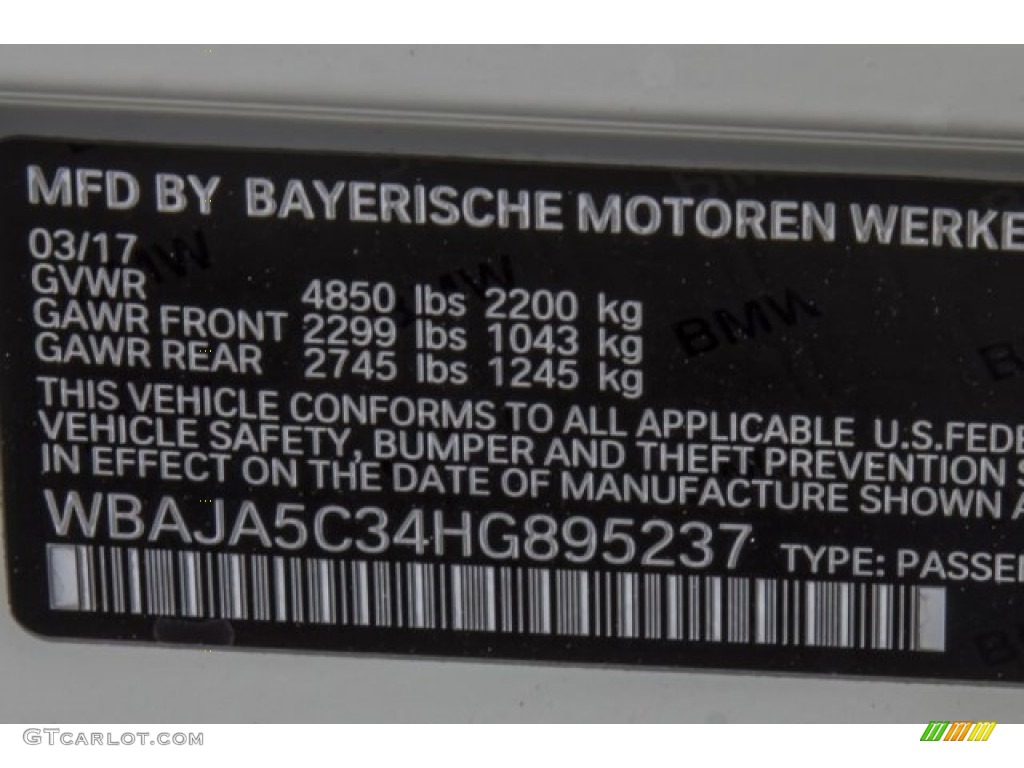 MFD BY BAYERISCHE MOTOREN WERKE
03/17
GVWR 4850 lbs 2200 kg
GAWR FRONT 2299 lbs 1043 kg
GAWR REAR 2745 lbs 1245 kg
THIS VEHICLE CONFORMS TO ALL APPLICABLE U.S.FEDE
VEHICLE SAFETY, BUMPER AND THEFT PREVENTION S
IN EFFECT ON THE DATE OF MANUFACTURE SHOWN A
WBAJA5C34HG895237 TYPE: PASSEN
GTCARLOT.COM